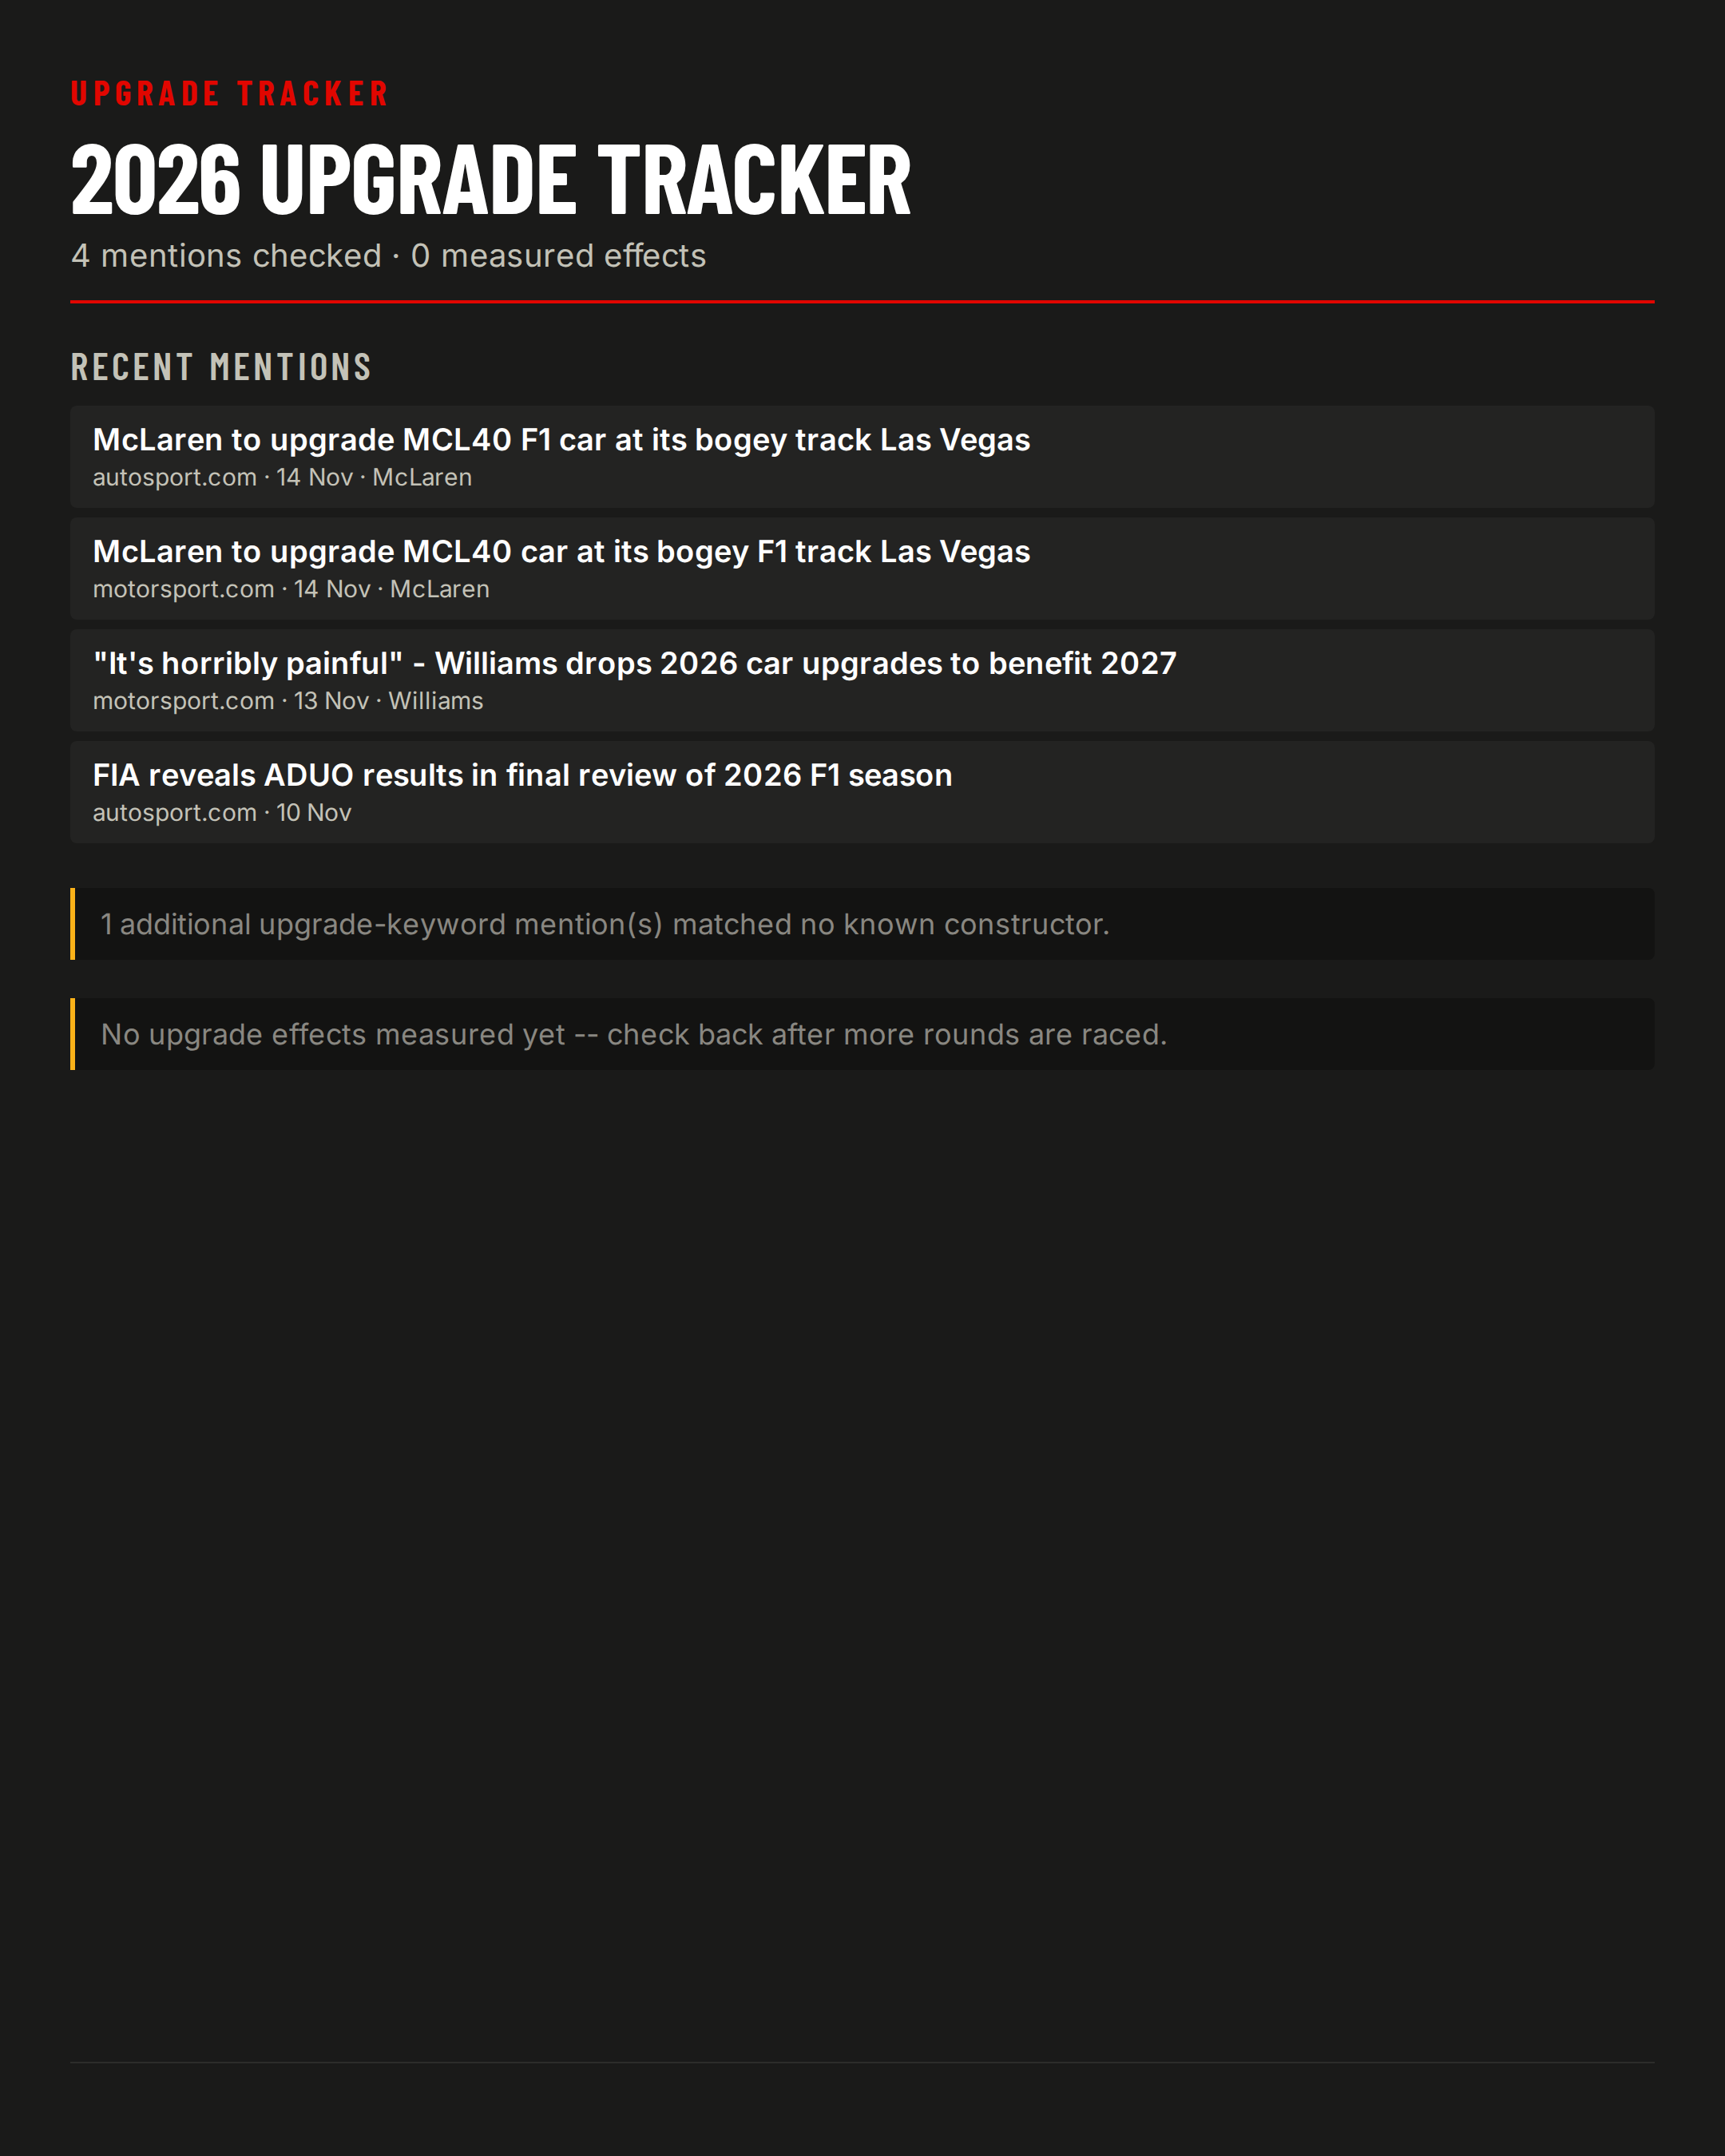 UPGRADE TRACKER
2026 UPGRADE TRACKER
4 mentions checked · 0 measured effects
RECENT MENTIONS
McLaren to upgrade MCL40 F1 car at its bogey track Las Vegas
autosport.com · 14 Nov · McLaren
McLaren to upgrade MCL40 car at its bogey F1 track Las Vegas
motorsport.com · 14 Nov · McLaren
"It's horribly painful" - Williams drops 2026 car upgrades to benefit 2027
motorsport.com · 13 Nov · Williams
FIA reveals ADUO results in final review of 2026 F1 season
autosport.com · 10 Nov
1 additional upgrade-keyword mention(s) matched no known constructor.
No upgrade effects measured yet -- check back after more rounds are raced.